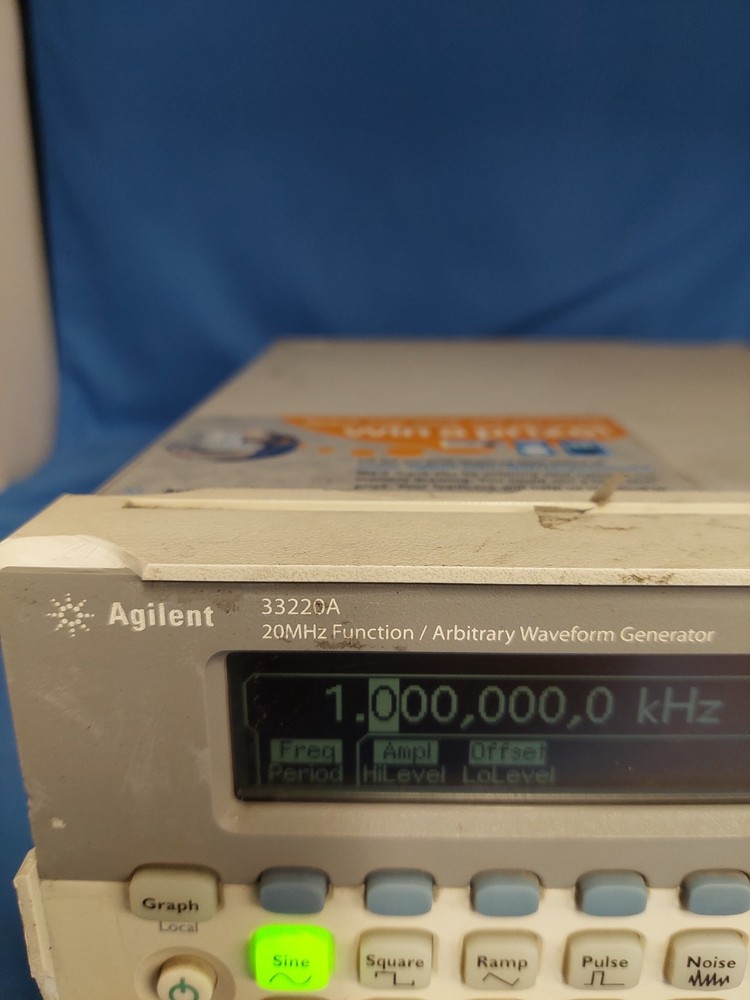 win a prize!
Agilent
33220A
20MHz Function / Arbitrary Waveform Generator
1.000,000,0 kHz
Freq Ampl Offset
Period HiLevel LoLevel
Graph
Local
Sine Square Ramp Pulse Noise